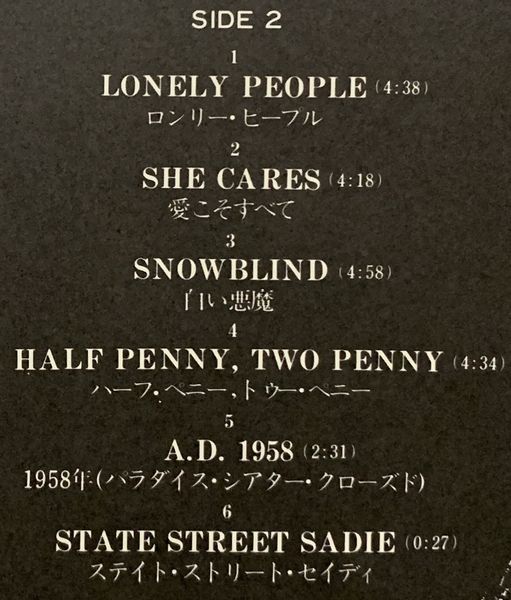 SIDE 2
1
LONELY PEOPLE (4:38)
ロンリー・ピープル
2
SHE CARES (4:18)
愛こそすべて
3
SNOWBLIND (4:58)
白い悪魔
4
HALF PENNY, TWO PENNY (4:34)
ハーフ・ペニー,トゥー・ペニー
5
A.D. 1958 (2:31)
1958年(パラダイス・シアター・クローズド)
6
STATE STREET SADIE (0:27)
ステイト・ストリート・セイディ